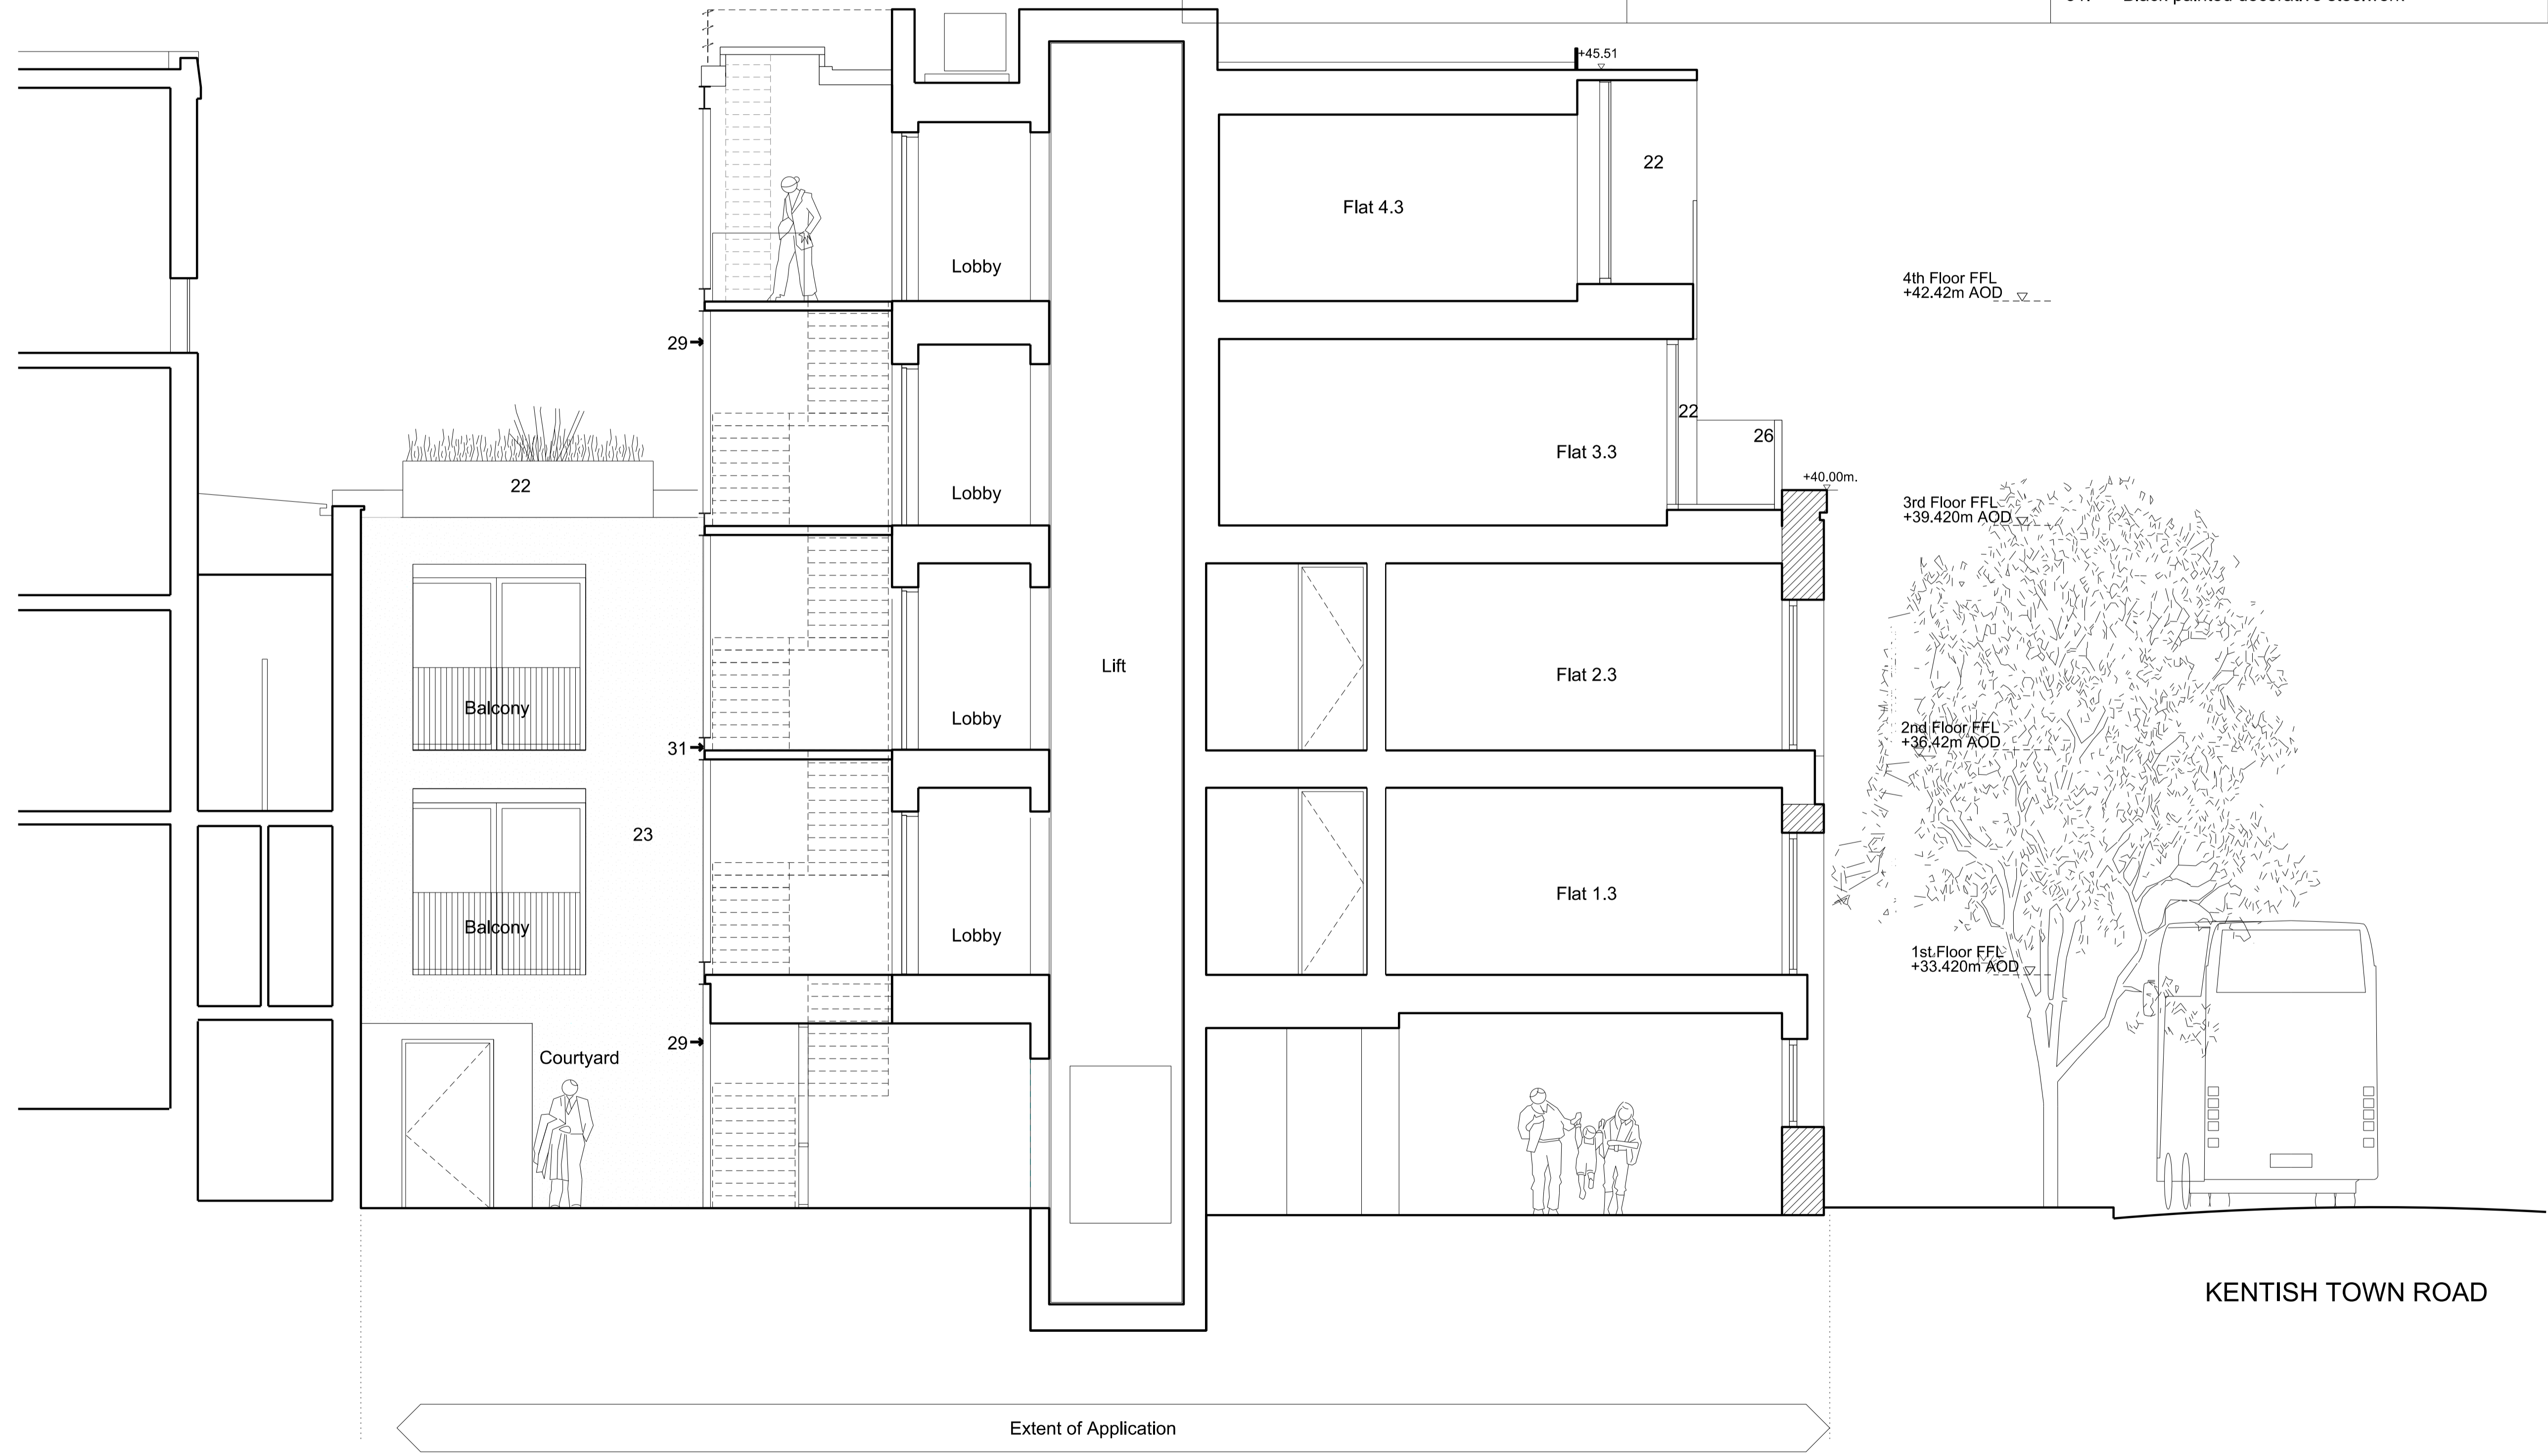 +45.51
22
Flat 4.3
Lobby
4th Floor FFL
+42.42m AOD
29
22
26
Flat 3.3
+40.00m.
22
Lobby
3rd Floor FFL
+39.420m AOD
Lift
Flat 2.3
Balcony
Lobby
2nd Floor FFL
+36.42m AOD
31
23
Flat 1.3
Balcony
Lobby
1st Floor FFL
+33.420m AOD
29
Courtyard
KENTISH TOWN ROAD
Extent of Application